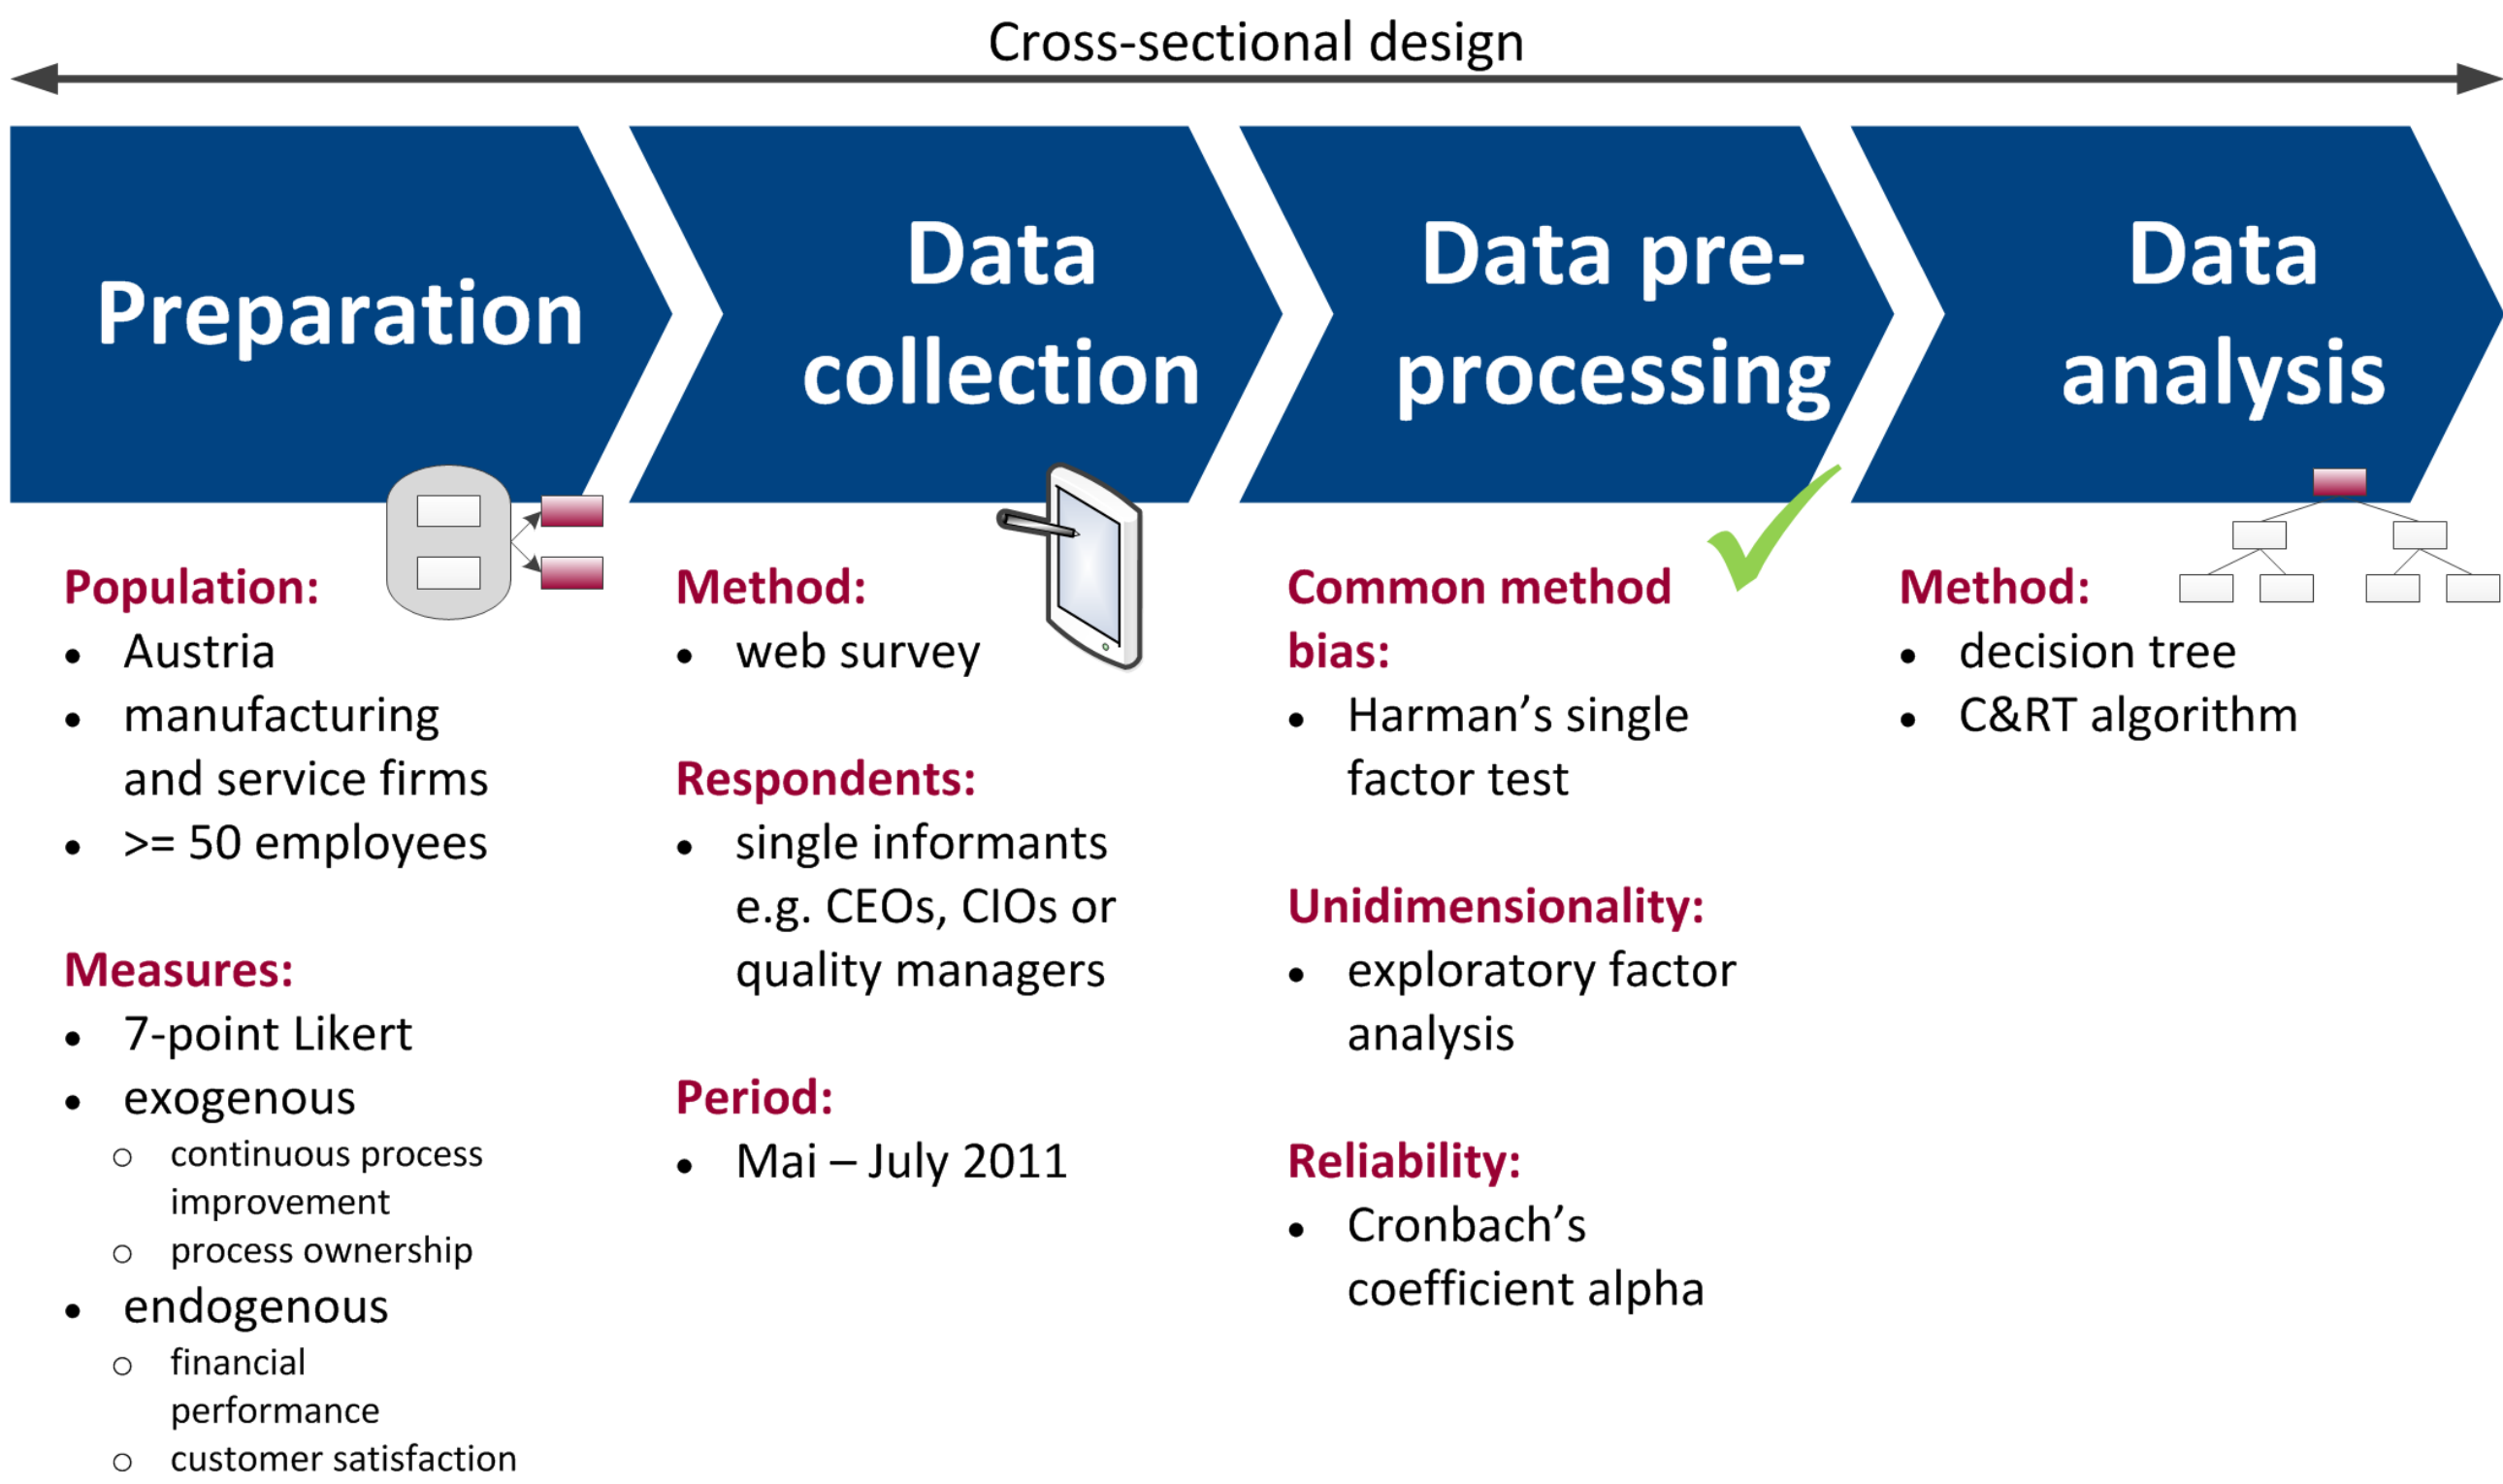 Cross-sectional design
Preparation
Data
collection
Data pre-
processing
Data
analysis
Population:
• Austria
• manufacturing
and service firms
• >= 50 employees
Measures:
• 7-point Likert
• exogenous
○ continuous process
improvement
○ process ownership
• endogenous
○ financial
performance
○ customer satisfaction
Method:
• web survey
Respondents:
• single informants
e.g. CEOs, CIOs or
quality managers
Period:
• Mai – July 2011
Common method
bias:
• Harman’s single
factor test
Unidimensionality:
• exploratory factor
analysis
Reliability:
• Cronbach’s
coefficient alpha
Method:
• decision tree
• C&RT algorithm